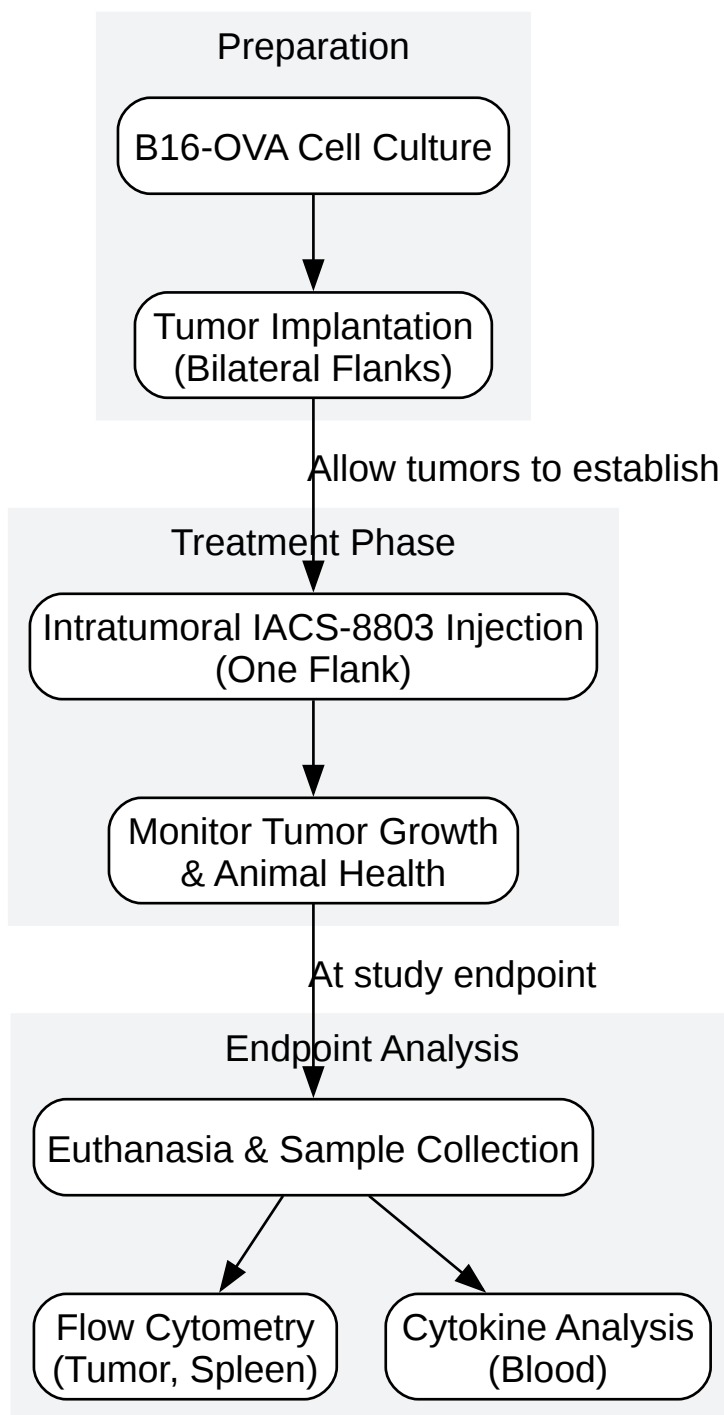 Preparation
B16-OVA Cell Culture
Tumor Implantation
(Bilateral Flanks)
Allow tumors to establish
Treatment Phase
Intratumoral IACS-8803 Injection
(One Flank)
Monitor Tumor Growth
& Animal Health
At study endpoint
Endpoint Analysis
Euthanasia & Sample Collection
Flow Cytometry
(Tumor, Spleen)
Cytokine Analysis
(Blood)